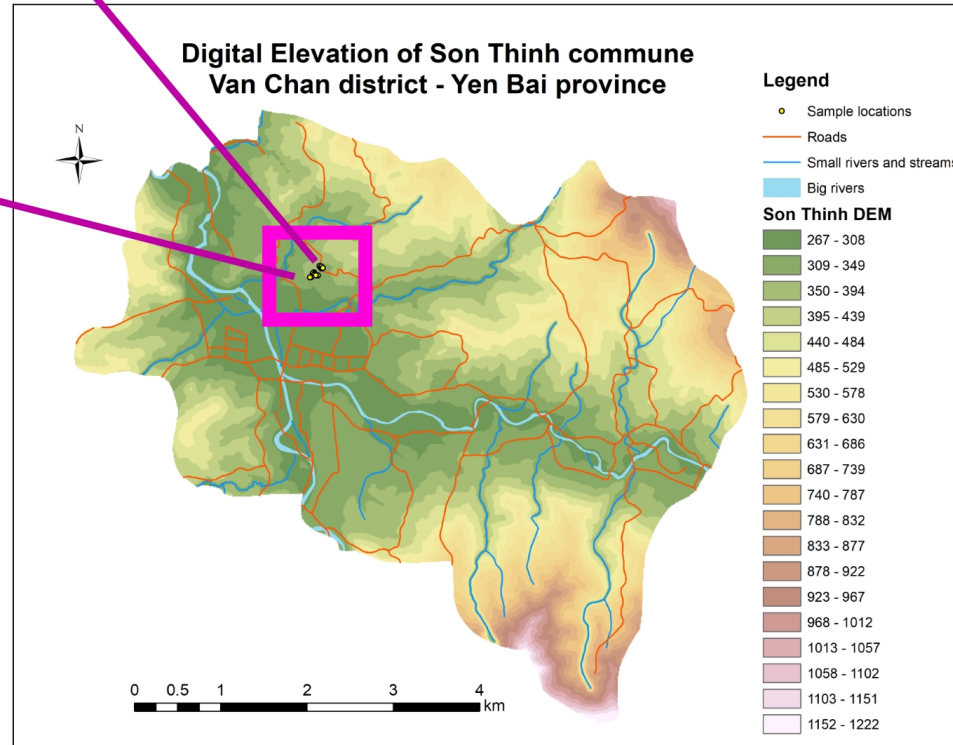 Digital Elevation of Son Thinh commune
Van Chan district - Yen Bai province
N
Legend
Sample locations
Roads
Small rivers and streams
Big rivers
Son Thinh DEM
267 - 308
309 - 349
350 - 394
395 - 439
440 - 484
485 - 529
530 - 578
579 - 630
631 - 686
687 - 739
740 - 787
788 - 832
833 - 877
878 - 922
923 - 967
968 - 1012
1013 - 1057
1058 - 1102
1103 - 1151
1152 - 1222
0 0.5 1 2 3 4
km